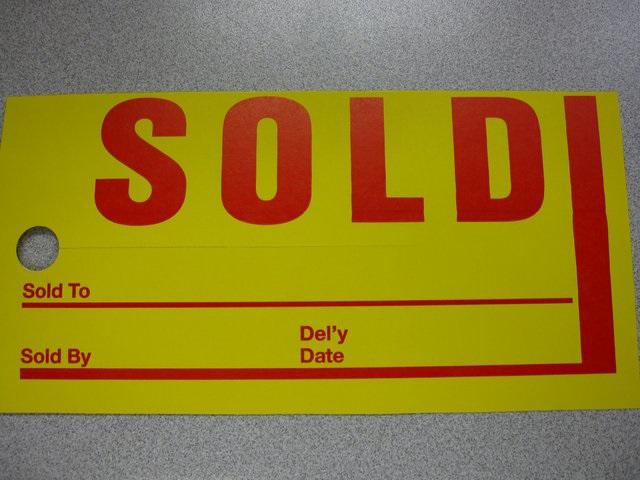 SOLD
Sold To
Sold By
Del'y
Date